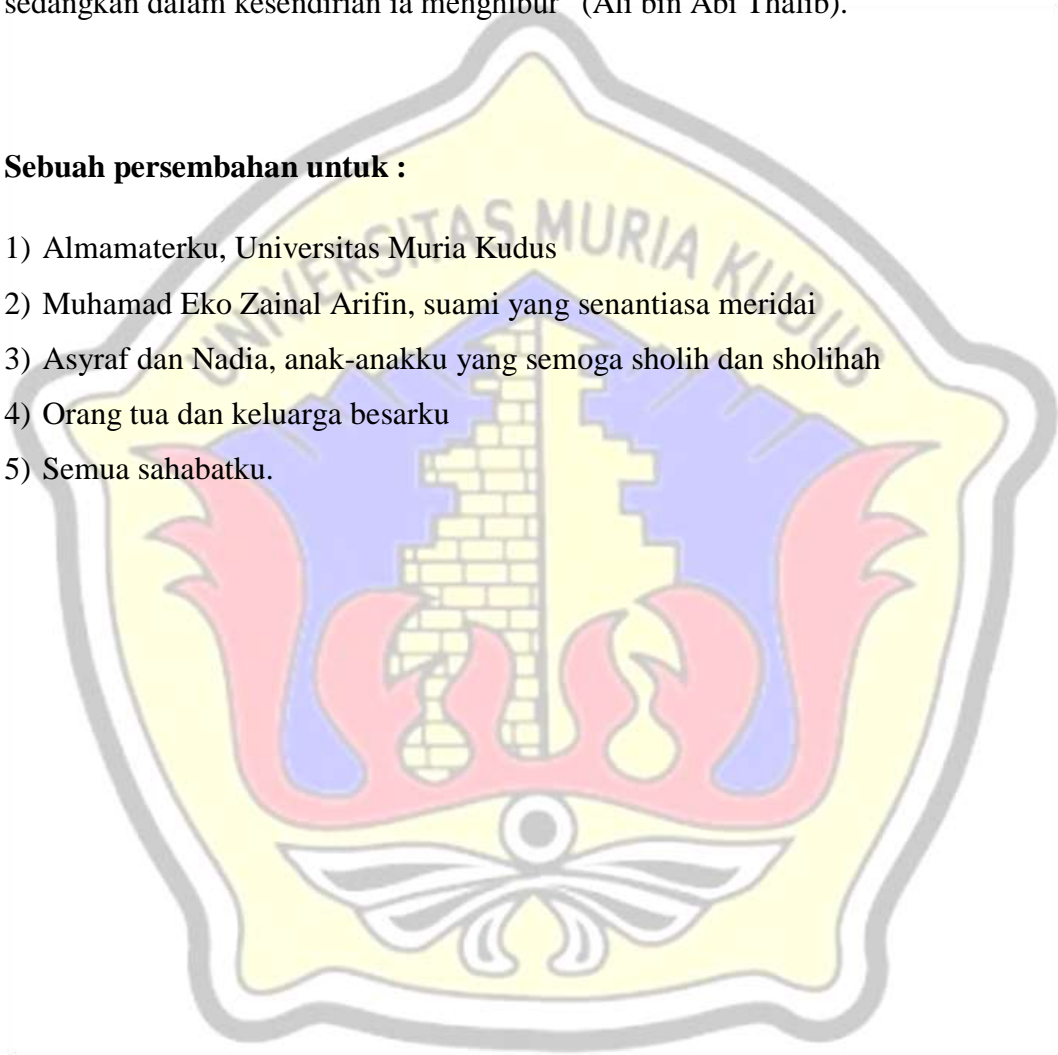 sedangkan dalam kesendirian ia menghibur” (Ali bin Abi Thalib).
Sebuah persembahan untuk :
UNIVERSITAS MURIA KUDUS
1) Almamaterku, Universitas Muria Kudus
2) Muhamad Eko Zainal Arifin, suami yang senantiasa meridai
3) Asyraf dan Nadia, anak-anakku yang semoga sholih dan sholihah
4) Orang tua dan keluarga besarku
5) Semua sahabatku.